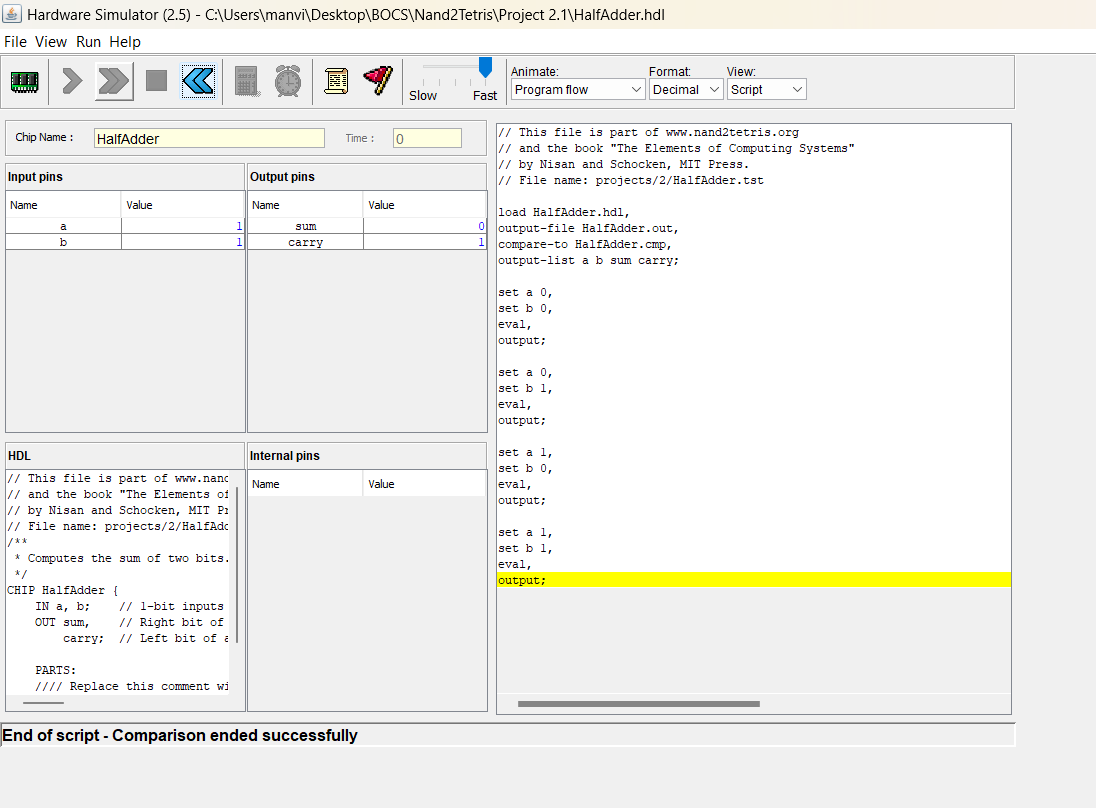 Hardware Simulator (2.5) - C:\Users\manvi\Desktop\BOCS\Nand2Tetris\Project 2.1\HalfAdder.hdl
File View Run Help
Slow Fast
Animate: Format: View:
Program flow Decimal Script
Chip Name : HalfAdder Time : 0
Input pins
Name Value
a 1
b 1
Output pins
Name Value
sum 0
carry 1
HDL
// This file is part of www.nand
// and the book "The Elements of
// by Nisan and Schocken, MIT Pr
// File name: projects/2/HalfAdd
/**
* Computes the sum of two bits.
*/
CHIP HalfAdder {
IN a, b; // 1-bit inputs
OUT sum, // Right bit of
carry; // Left bit of a
PARTS:
//// Replace this comment wi
Internal pins
Name Value
// This file is part of www.nand2tetris.org
// and the book "The Elements of Computing Systems"
// by Nisan and Schocken, MIT Press.
// File name: projects/2/HalfAdder.tst
load HalfAdder.hdl,
output-file HalfAdder.out,
compare-to HalfAdder.cmp,
output-list a b sum carry;
set a 0,
set b 0,
eval,
output;
set a 0,
set b 1,
eval,
output;
set a 1,
set b 0,
eval,
output;
set a 1,
set b 1,
eval,
output;
End of script - Comparison ended successfully